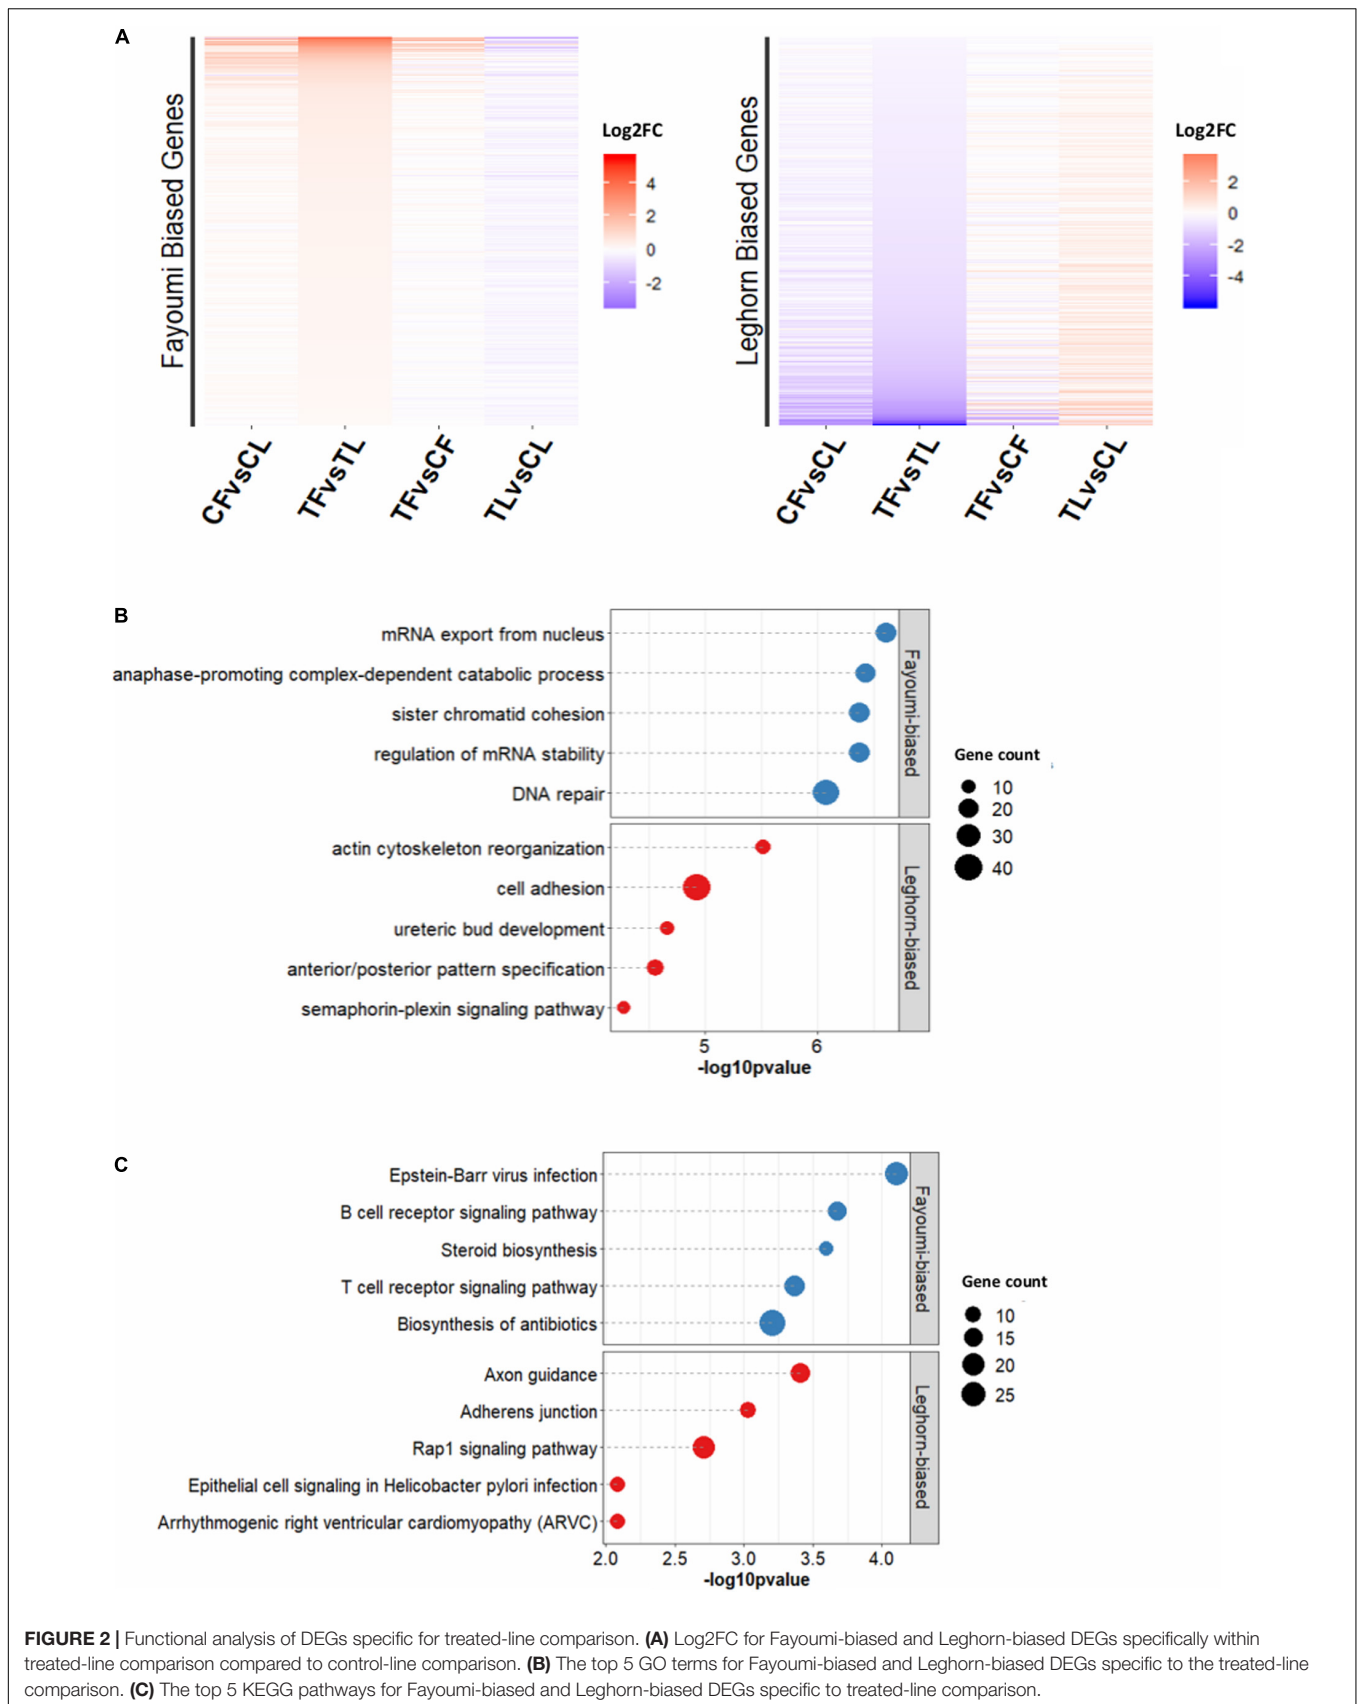 A
Fayoumi Biased Genes
Log2FC
4
2
0
-2
CFvsCL
TFvsTL
TFvsCF
TLvsCL
Leghorn Biased Genes
Log2FC
2
0
-2
-4
CFvsCL
TFvsTL
TFvsCF
TLvsCL
B
mRNA export from nucleus
anaphase-promoting complex-dependent catabolic process
sister chromatid cohesion
regulation of mRNA stability
DNA repair
Fayoumi-biased
actin cytoskeleton reorganization
cell adhesion
ureteric bud development
anterior/posterior pattern specification
semaphorin-plexin signaling pathway
Leghorn-biased
5
6
-log10pvalue
Gene count
10
20
30
40
C
Epstein-Barr virus infection
B cell receptor signaling pathway
Steroid biosynthesis
T cell receptor signaling pathway
Biosynthesis of antibiotics
Fayoumi-biased
Axon guidance
Adherens junction
Rap1 signaling pathway
Epithelial cell signaling in Helicobacter pylori infection
Arrhythmogenic right ventricular cardiomyopathy (ARVC)
Leghorn-biased
2.0
2.5
3.0
3.5
4.0
-log10pvalue
Gene count
10
15
20
25
FIGURE 2 | Functional analysis of DEGs specific for treated-line comparison. (A) Log2FC for Fayoumi-biased and Leghorn-biased DEGs specifically within
treated-line comparison compared to control-line comparison. (B) The top 5 GO terms for Fayoumi-biased and Leghorn-biased DEGs specific to the treated-line
comparison. (C) The top 5 KEGG pathways for Fayoumi-biased and Leghorn-biased DEGs specific to treated-line comparison.